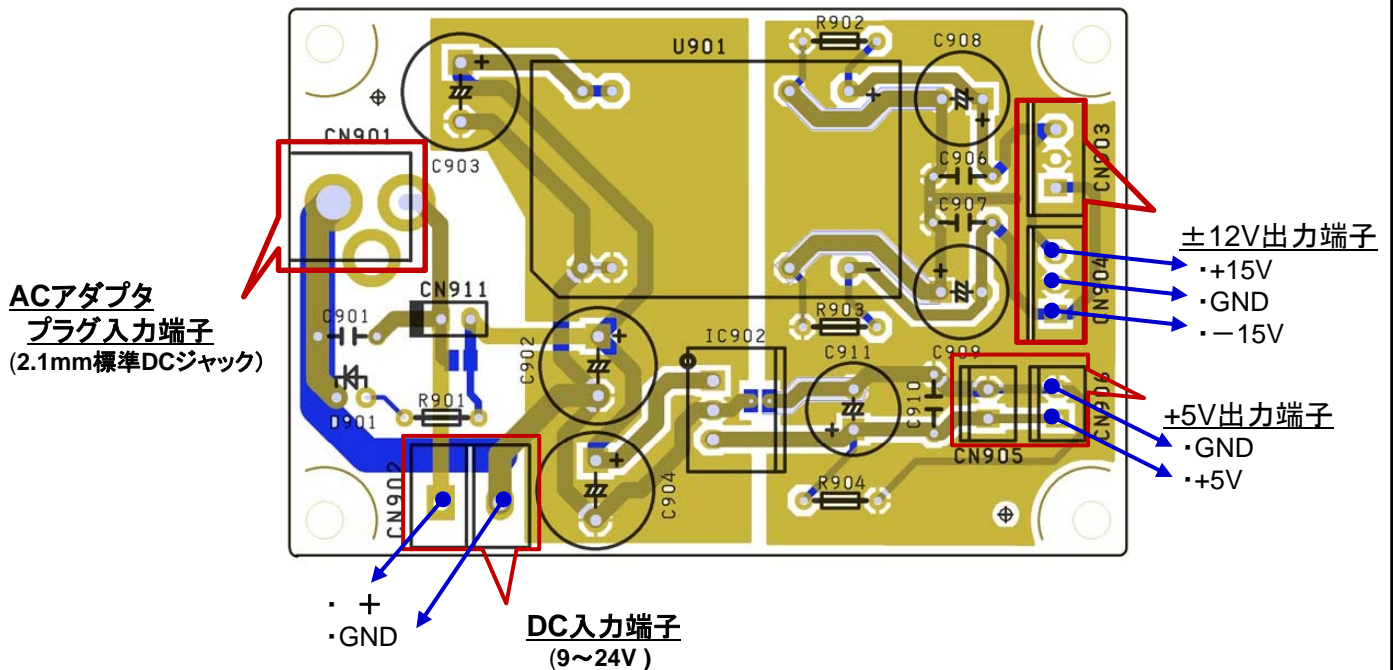 R902
C908
U901
CN901
C903
CN903
C906
C907
±12V出力端子
・+15V
・GND
・－15V
CN904
ACアダプタ
プラグ入力端子
(2.1mm標準DCジャック)
CN911
C901
R903
IC902
C902
C911
C909
C910
D901
R901
CN906
+5V出力端子
・GND
・+5V
CN905
CN902
C904
R904
・ ＋
・GND
DC入力端子
(9～24V )